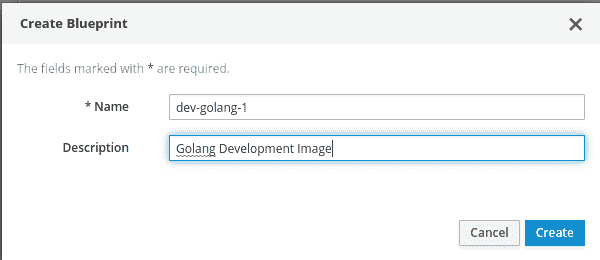 Create Blueprint
The fields marked with * are required.
* Name dev-golang-1
Description Golang Development Image
Cancel Create